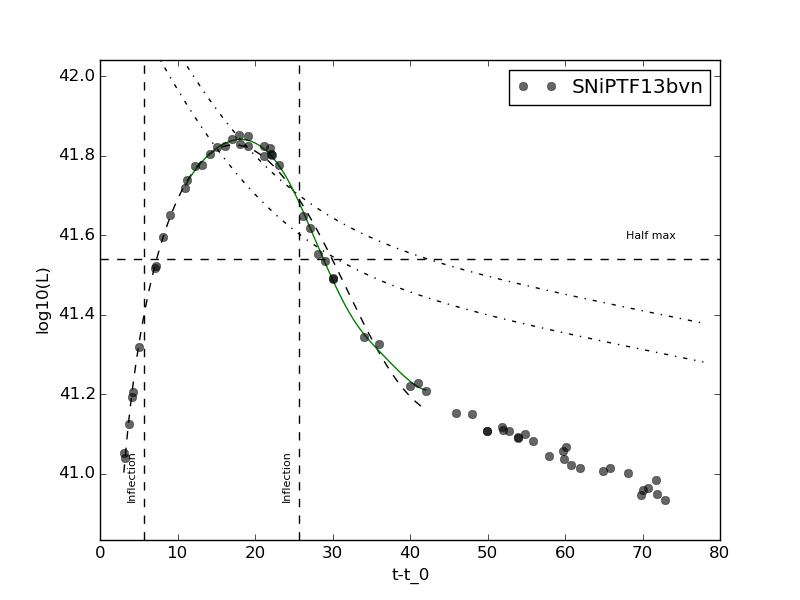 42.0
41.8
41.6
41.4
41.2
41.0
log10(L)
SNiPTF13bvn
Half max
Inflection
Inflection
0 10 20 30 40 50 60 70 80
t-t_0